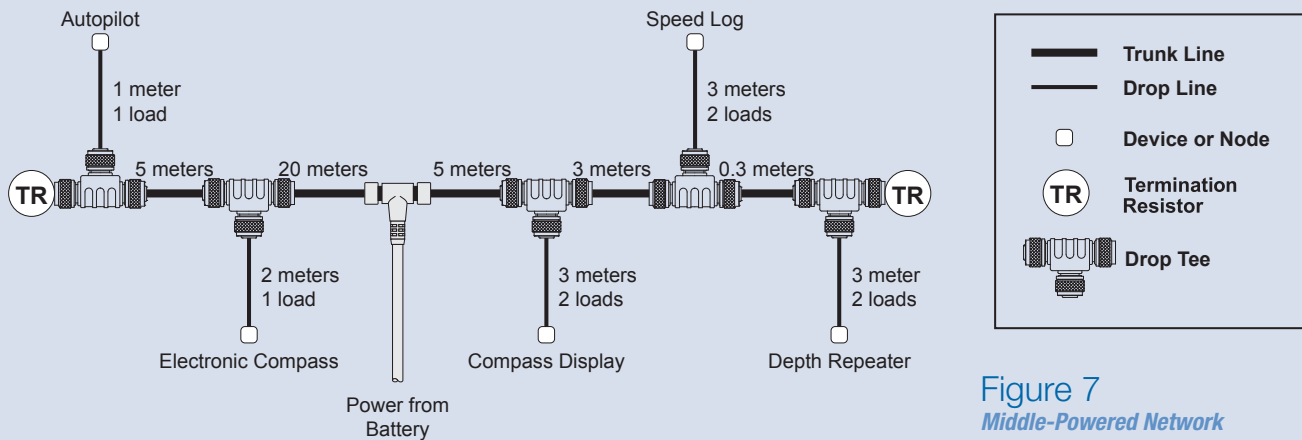 Autopilot
1 meter
1 load
TR
5 meters
20 meters
2 meters
1 load
Electronic Compass
Power from
Battery
5 meters
3 meters
0.3 meters
Speed Log
3 meters
2 loads
3 meters
2 loads
Compass Display
3 meter
2 loads
Depth Repeater
TR
Trunk Line
Drop Line
Device or Node
TR
Termination
Resistor
Drop Tee
Figure 7
Middle-Powered Network